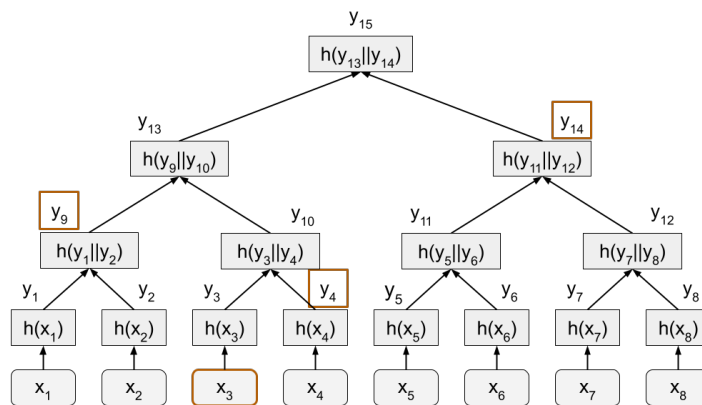 y₁₅
h(y₁₃||y₁₄)
y₁₃ y₁₄
h(y₉||y₁₀) h(y₁₁||y₁₂)
y₉ y₁₀ y₁₁ y₁₂
h(y₁||y₂) h(y₃||y₄) h(y₅||y₆) h(y₇||y₈)
y₁ y₂ y₃ y₄ y₅ y₆ y₇ y₈
h(x₁) h(x₂) h(x₃) h(x₄) h(x₅) h(x₆) h(x₇) h(x₈)
x₁ x₂ x₃ x₄ x₅ x₆ x₇ x₈